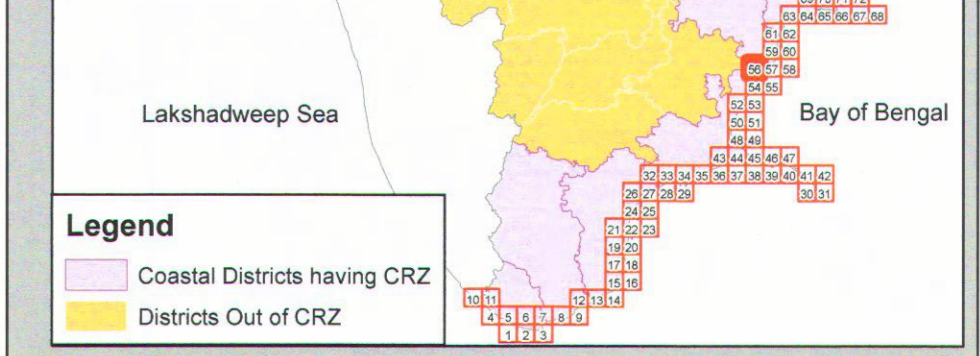 63 64 65 66 67 68
61 62
59 60
56 57 58
54 55
Lakshadweep Sea
52 53
Bay of Bengal
50 51
48 49
43 44 45 46 47
32 33 34 35 36 37 38 39 40 41 42
26 27 28 29 30 31
Legend
24 25
21 22 23
19 20
Coastal Districts having CRZ
17 18
15 16
10 11 12 13 14
Districts Out of CRZ
4 5 6 7 8 9
1 2 3